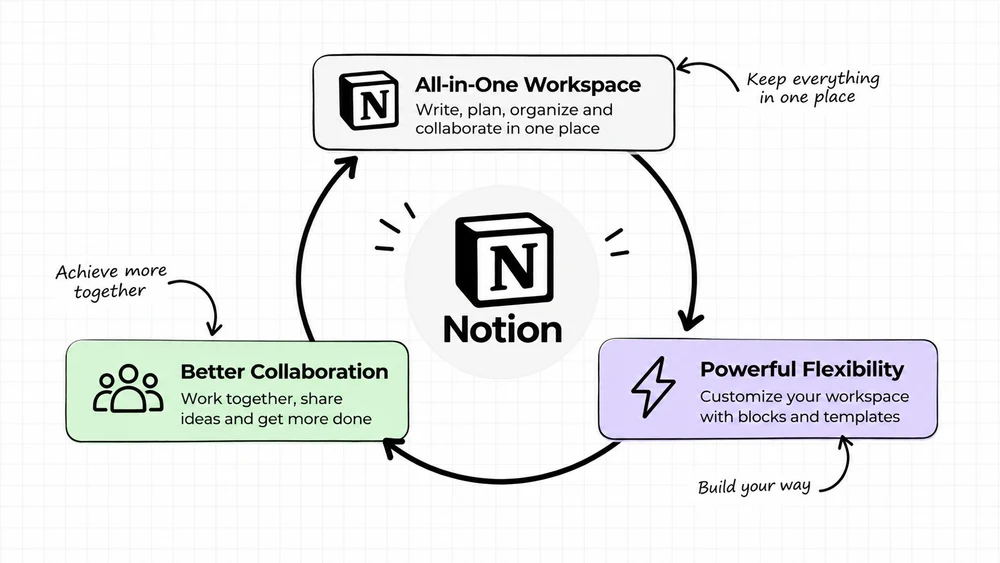 All-in-One Workspace
Write, plan, organize and
collaborate in one place
Keep everything
in one place
N
N
Notion
Achieve more
together
Better Collaboration
Work together, share
ideas and get more done
Powerful Flexibility
Customize your workspace
with blocks and templates
Build your way